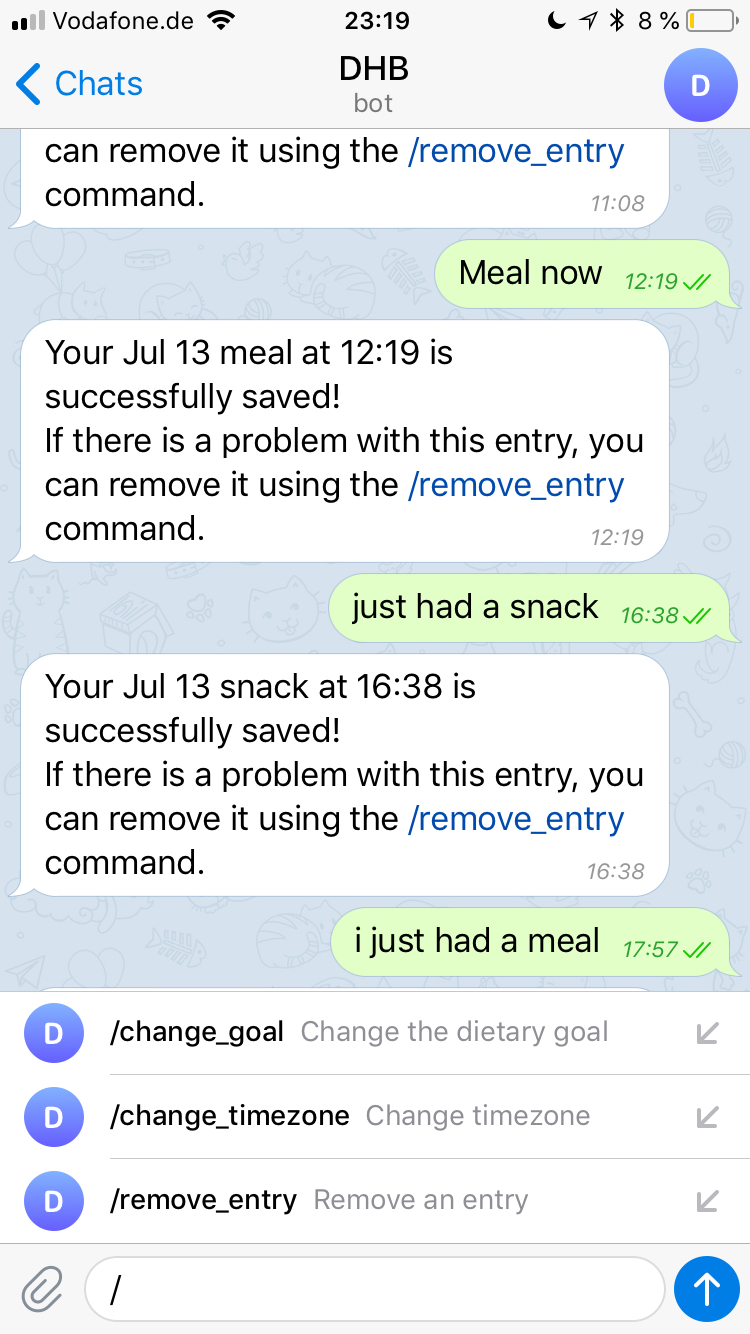 Vodafone.de 23:19 8 %
Chats DHB D
bot
can remove it using the /remove_entry
command. 11:08
Meal now 12:19
Your Jul 13 meal at 12:19 is
successfully saved!
If there is a problem with this entry, you
can remove it using the /remove_entry
command. 12:19
just had a snack 16:38
Your Jul 13 snack at 16:38 is
successfully saved!
If there is a problem with this entry, you
can remove it using the /remove_entry
command. 16:38
i just had a meal 17:57
D /change_goal Change the dietary goal
D /change_timezone Change timezone
D /remove_entry Remove an entry
/